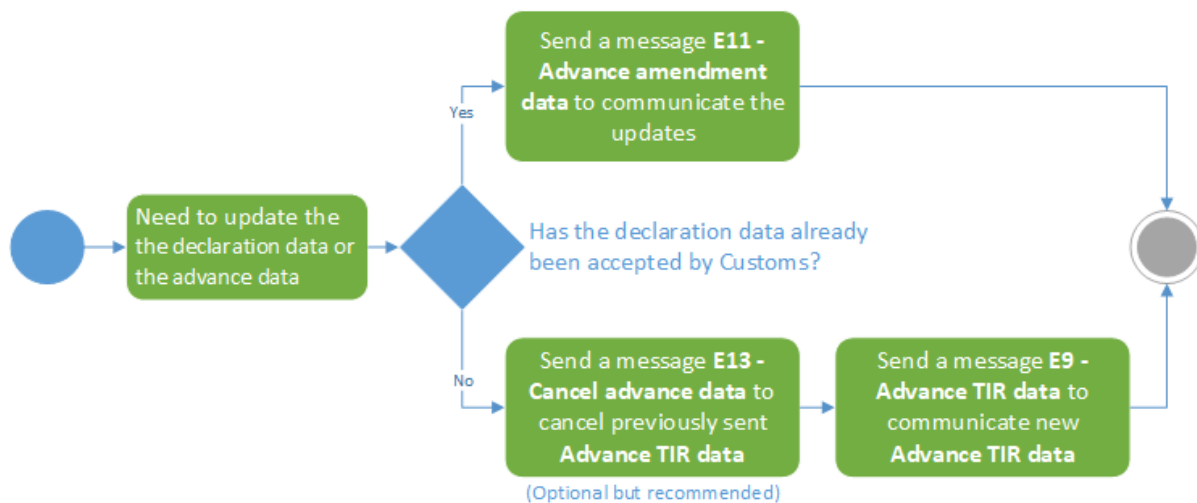 Send a message E11 -
Advance amendment
data to communicate the
updates
Yes
Need to update the
the declaration data or
the advance data
Has the declaration data already
been accepted by Customs?
No
Send a message E13 -
Cancel advance data to
cancel previously sent
Advance TIR data
(Optional but recommended)
Send a message E9 -
Advance TIR data to
communicate new
Advance TIR data